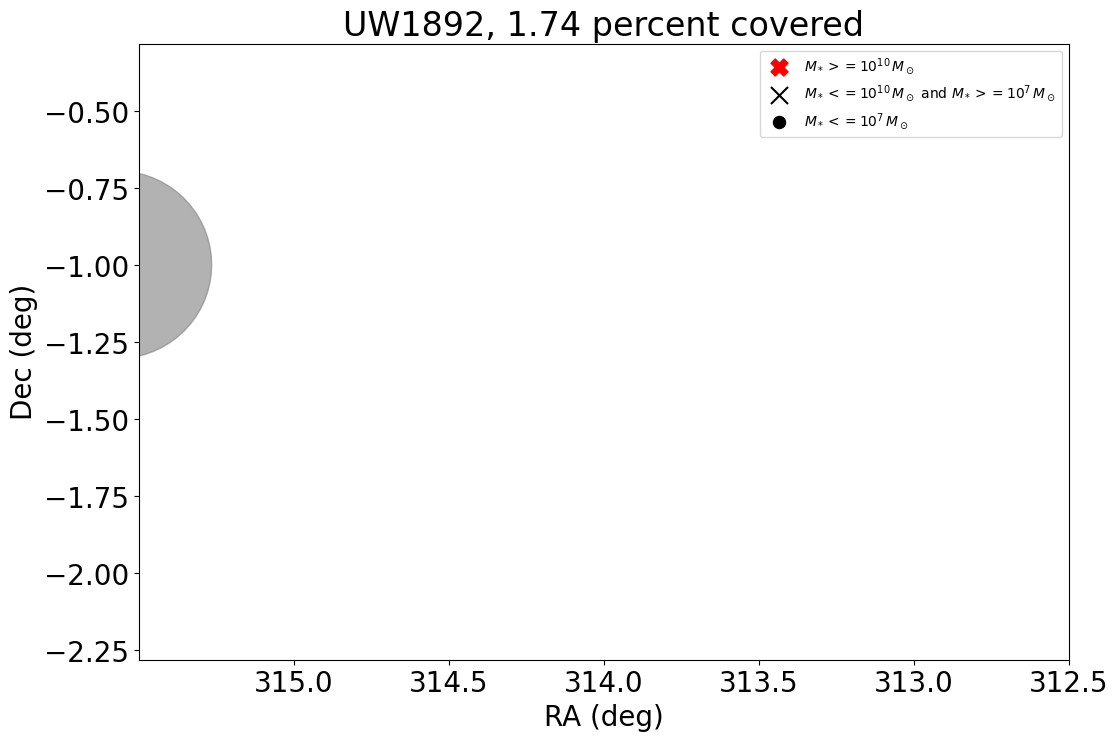 UW1892, 1.74 percent covered
M* >= 10^10 M⊙
M* <= 10^10 M⊙ and M* >= 10^7 M⊙
M* <= 10^7 M⊙
Dec (deg)
−0.50
−0.75
−1.00
−1.25
−1.50
−1.75
−2.00
−2.25
315.0 314.5 314.0 313.5 313.0 312.5
RA (deg)